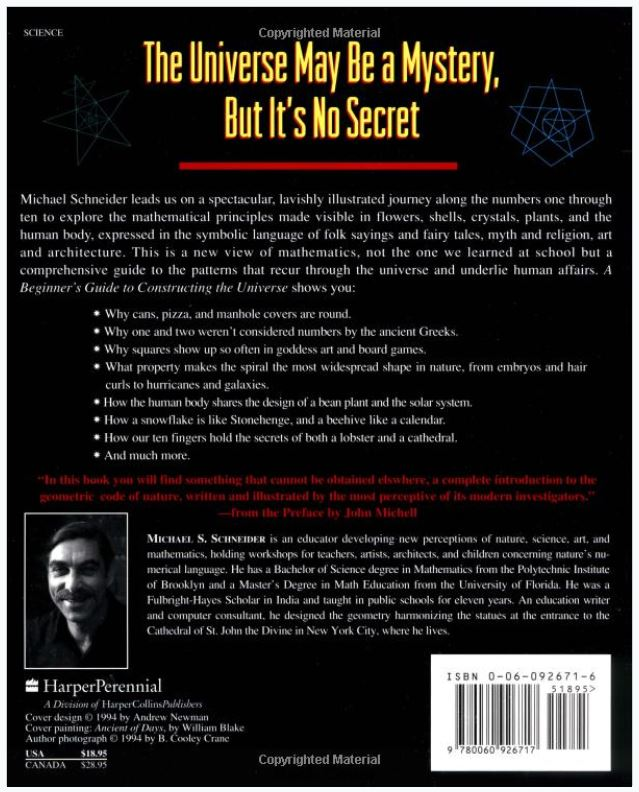 Copyrighted Material
SCIENCE
The Universe May Be a Mystery,
But It's No Secret
Michael Schneider leads us on a spectacular, lavishly illustrated journey along the numbers one through
ten to explore the mathematical principles made visible in flowers, shells, crystals, plants, and the
human body, expressed in the symbolic language of folk sayings and fairy tales, myth and religion, art
and architecture. This is a new view of mathematics, not the one we learned at school but a
comprehensive guide to the patterns that recur through the universe and underlie human affairs. A
Beginner's Guide to Constructing the Universe shows you:
* Why cans, pizza, and manhole covers are round.
* Why one and two weren't considered numbers by the ancient Greeks.
* Why squares show up so often in goddess art and board games.
* What property makes the spiral the most widespread shape in nature, from embryos and hair
curls to hurricanes and galaxies.
* How the human body shares the design of a bean plant and the solar system.
* How a snowflake is like Stonehenge, and a beehive like a calendar.
* How our ten fingers hold the secrets of both a lobster and a cathedral.
* And much more.
"In this book you will find something that cannot be obtained elswhere, a complete introduction to the
geometric code of nature, written and illustrated by the most perceptive of its modern investigators."
—from the Preface by John Michell
MICHAEL S. SCHNEIDER is an educator developing new perceptions of nature, science, art, and
mathematics, holding workshops for teachers, artists, architects, and children concerning nature's nu-
merical language. He has a Bachelor of Science degree in Mathematics from the Polytechnic Institute
of Brooklyn and a Master's Degree in Math Education from the University of Florida. He was a
Fulbright-Hayes Scholar in India and taught in public schools for eleven years. An education writer
and computer consultant, he designed the geometry harmonizing the statues at the entrance to the
Cathedral of St. John the Divine in New York City, where he lives.
HarperPerennial
A Division of HarperCollinsPublishers
Cover design © 1994 by Andrew Newman
Cover painting: Ancient of Days, by William Blake
Author photograph © 1994 by B. Cooley Crane
USA $18.95
CANADA $28.95
ISBN 0-06-092671-6
51895>
9 780060 926717
Copyrighted Material